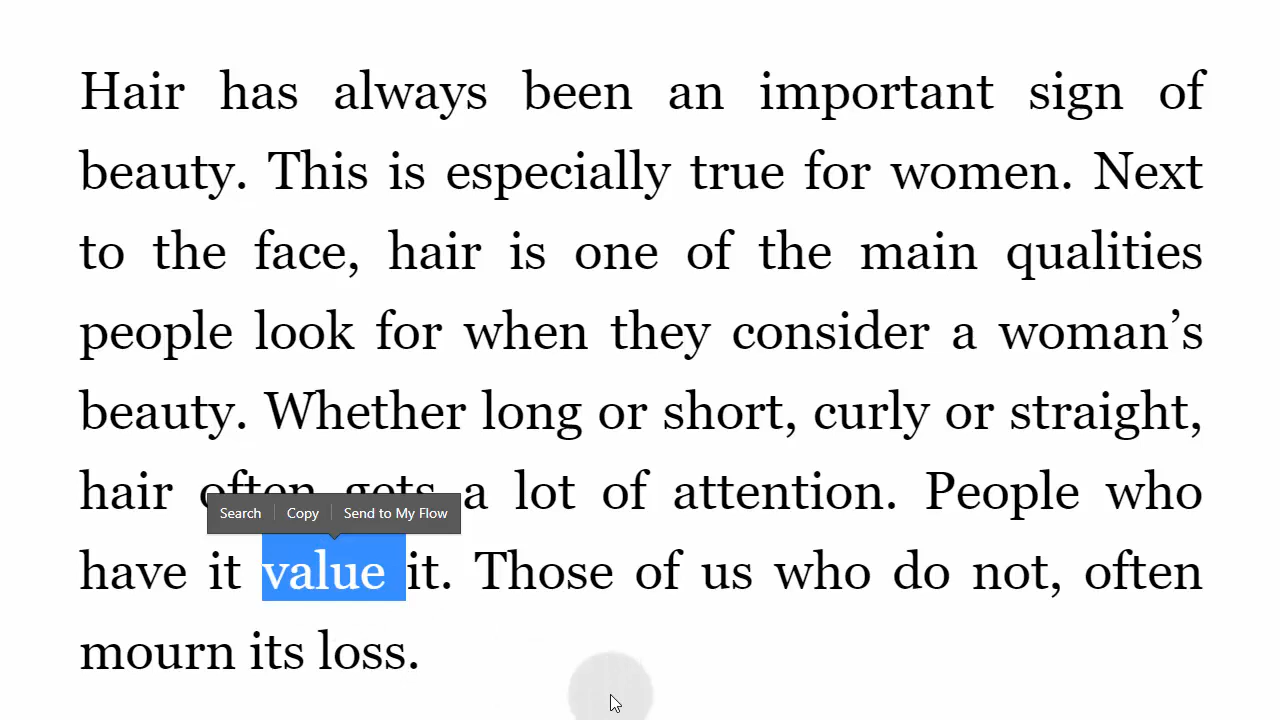 Hair has always been an important sign of
beauty. This is especially true for women. Next
to the face, hair is one of the main qualities
people look for when they consider a woman’s
beauty. Whether long or short, curly or straight,
hair often gets a lot of attention. People who
Search Copy Send to My Flow
have it value it. Those of us who do not, often
mourn its loss.